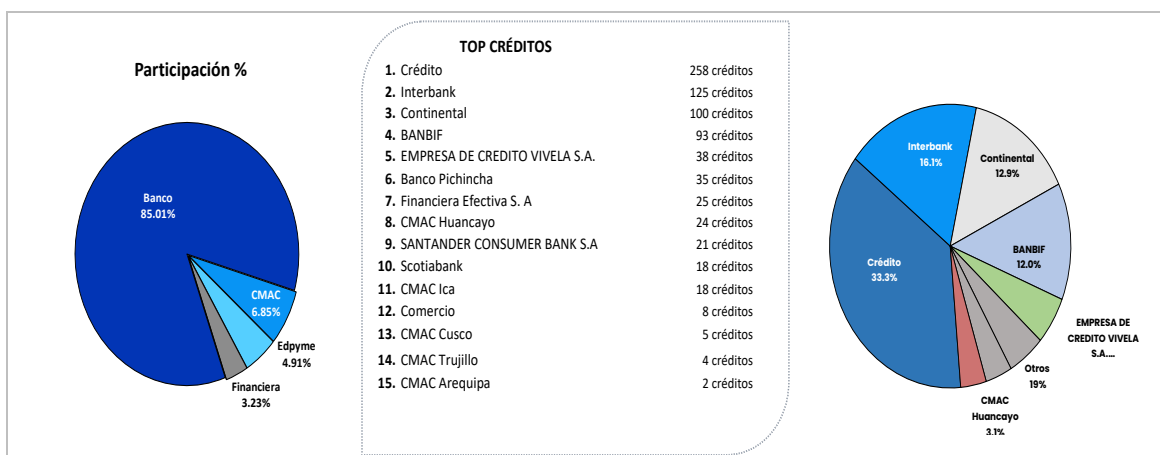 Participación %
Banco
85.01%
CMAC
6.85%
Edpyme
4.91%
Financiera
3.23%
TOP CRÉDITOS
1. Crédito 258 créditos
2. Interbank 125 créditos
3. Continental 100 créditos
4. BANBIF 93 créditos
5. EMPRESA DE CREDITO VIVELA S.A. 38 créditos
6. Banco Pichincha 35 créditos
7. Financiera Efectiva S. A 25 créditos
8. CMAC Huancayo 24 créditos
9. SANTANDER CONSUMER BANK S.A 21 créditos
10. Scotiabank 18 créditos
11. CMAC Ica 18 créditos
12. Comercio 8 créditos
13. CMAC Cusco 5 créditos
14. CMAC Trujillo 4 créditos
15. CMAC Arequipa 2 créditos
Interbank
16.1%
Continental
12.9%
Crédito
33.3%
BANBIF
12.0%
EMPRESA DE
CREDITO VIVELA
S.A....
Otros
19%
CMAC
Huancayo
3.1%